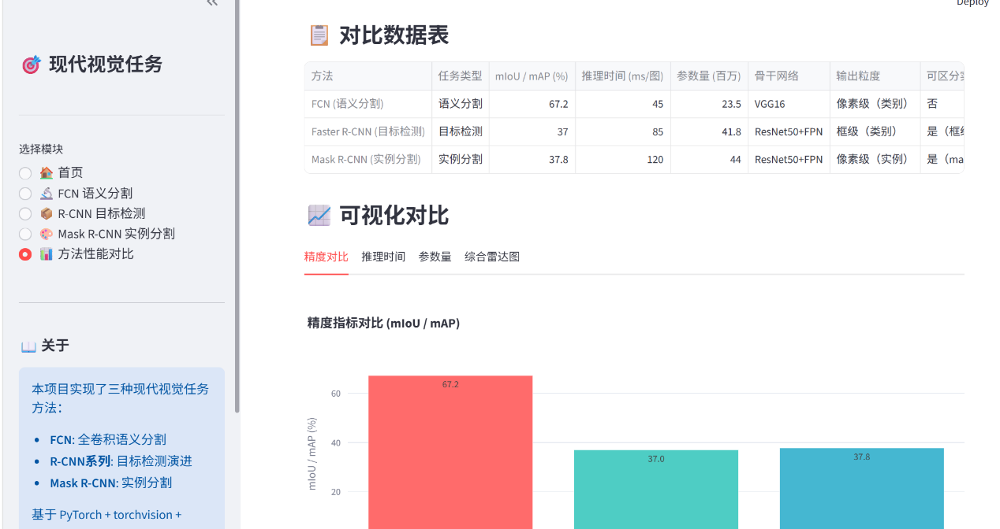 Deploy
现代视觉任务
选择模块
首页
FCN 语义分割
R-CNN 目标检测
Mask R-CNN 实例分割
方法性能对比
关于
本项目实现了三种现代视觉任务
方法：
FCN: 全卷积语义分割
R-CNN系列: 目标检测演进
Mask R-CNN: 实例分割
基于 PyTorch + torchvision +
对比数据表
方法 任务类型 mIoU / mAP (%) 推理时间 (ms/图) 参数量 (百万) 骨干网络 输出粒度 可区分
FCN (语义分割) 语义分割 67.2 45 23.5 VGG16 像素级（类别） 否
Faster R-CNN (目标检测) 目标检测 37 85 41.8 ResNet50+FPN 框级（类别） 是（框
Mask R-CNN (实例分割) 实例分割 37.8 120 44 ResNet50+FPN 像素级（实例） 是（ma
可视化对比
精度对比 推理时间 参数量 综合雷达图
精度指标对比 (mIoU / mAP)
mIoU / mAP (%)
60
40
20
67.2
37.0
37.8